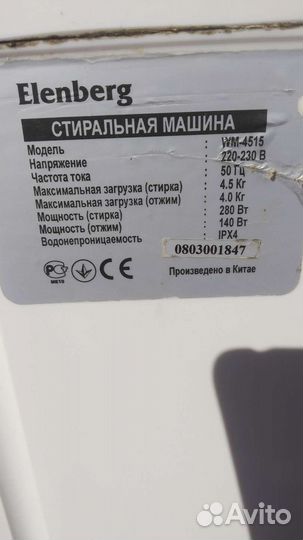 Elenberg
СТИРАЛЬНАЯ МАШИНА
Модель : WM-4515
Напряжение : 220-230 В
Частота тока : 50 Гц
Максимальная загрузка (стирка) : 4.5 Кг
Максимальная загрузка (отжим) : 4.0 Кг
Мощность (стирка) : 280 Вт
Мощность (отжим) : 140 Вт
Водонепроницаемость : IPX4
0803001847
РС МЕ10 CE Произведено в Китае
Avito